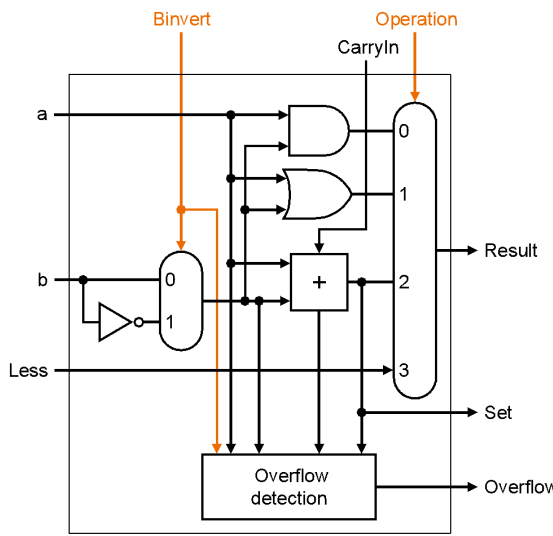 Binvert
Operation
CarryIn
a
0
1
b
0
1
+
2
Result
Less
3
Set
Overflow
detection
Overflow